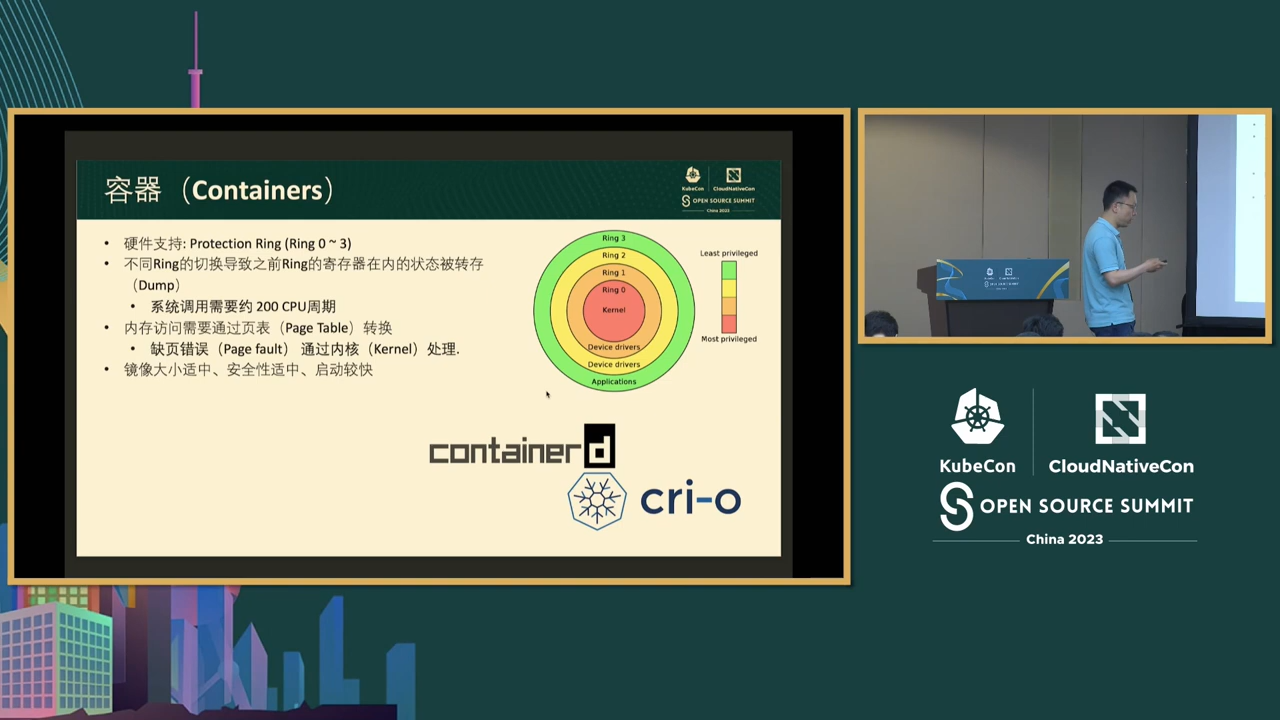 容器（Containers）
KubeCon
CloudNativeCon
OPEN SOURCE SUMMIT
China 2023
• 硬件支持: Protection Ring (Ring 0 ~ 3)
• 不同Ring的切换导致之前Ring的寄存器在内的状态被转存
（Dump）
• 系统调用需要约 200 CPU周期
• 内存访问需要通过页表（Page Table）转换
• 缺页错误（Page fault） 通过内核（Kernel）处理.
• 镜像大小适中、安全性适中、启动较快
Ring 3
Ring 2
Ring 1
Ring 0
Kernel
Device drivers
Device drivers
Applications
Least privileged
Most privileged
containerd
cri-o
KubeCon
CloudNativeCon
OPEN SOURCE SUMMIT
China 2023